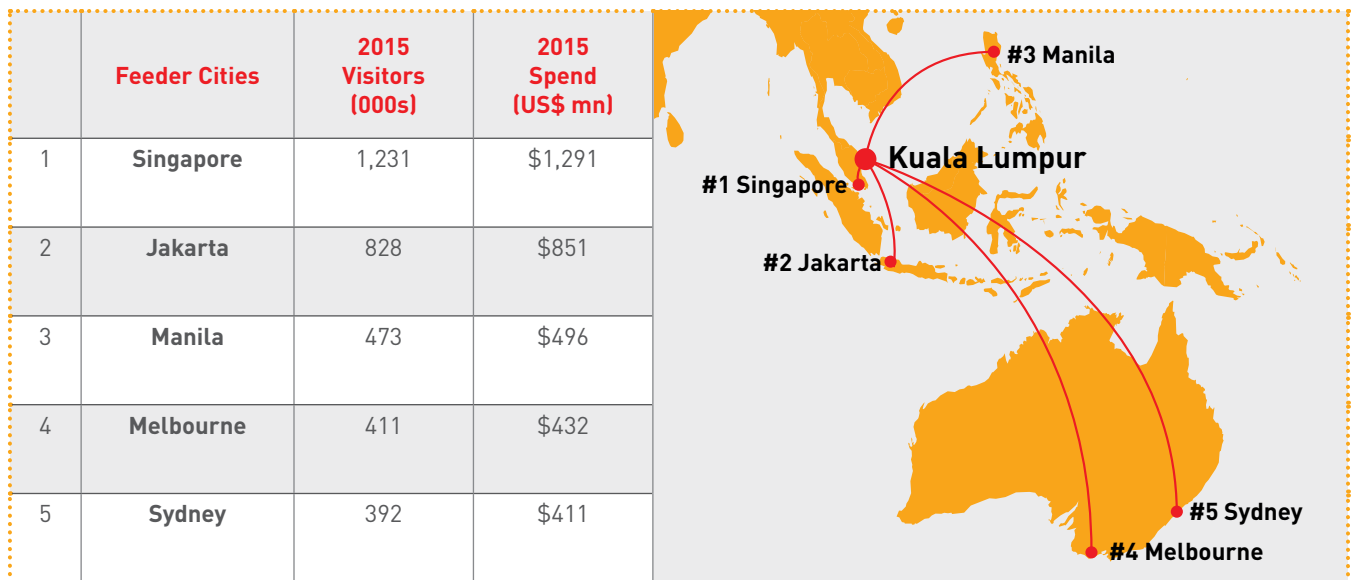 Feeder Cities
2015
Visitors
(000s)
2015
Spend
(US$ mn)
1 Singapore 1,231 $1,291
2 Jakarta 828 $851
3 Manila 473 $496
4 Melbourne 411 $432
5 Sydney 392 $411
#3 Manila
Kuala Lumpur
#1 Singapore
#2 Jakarta
#5 Sydney
#4 Melbourne